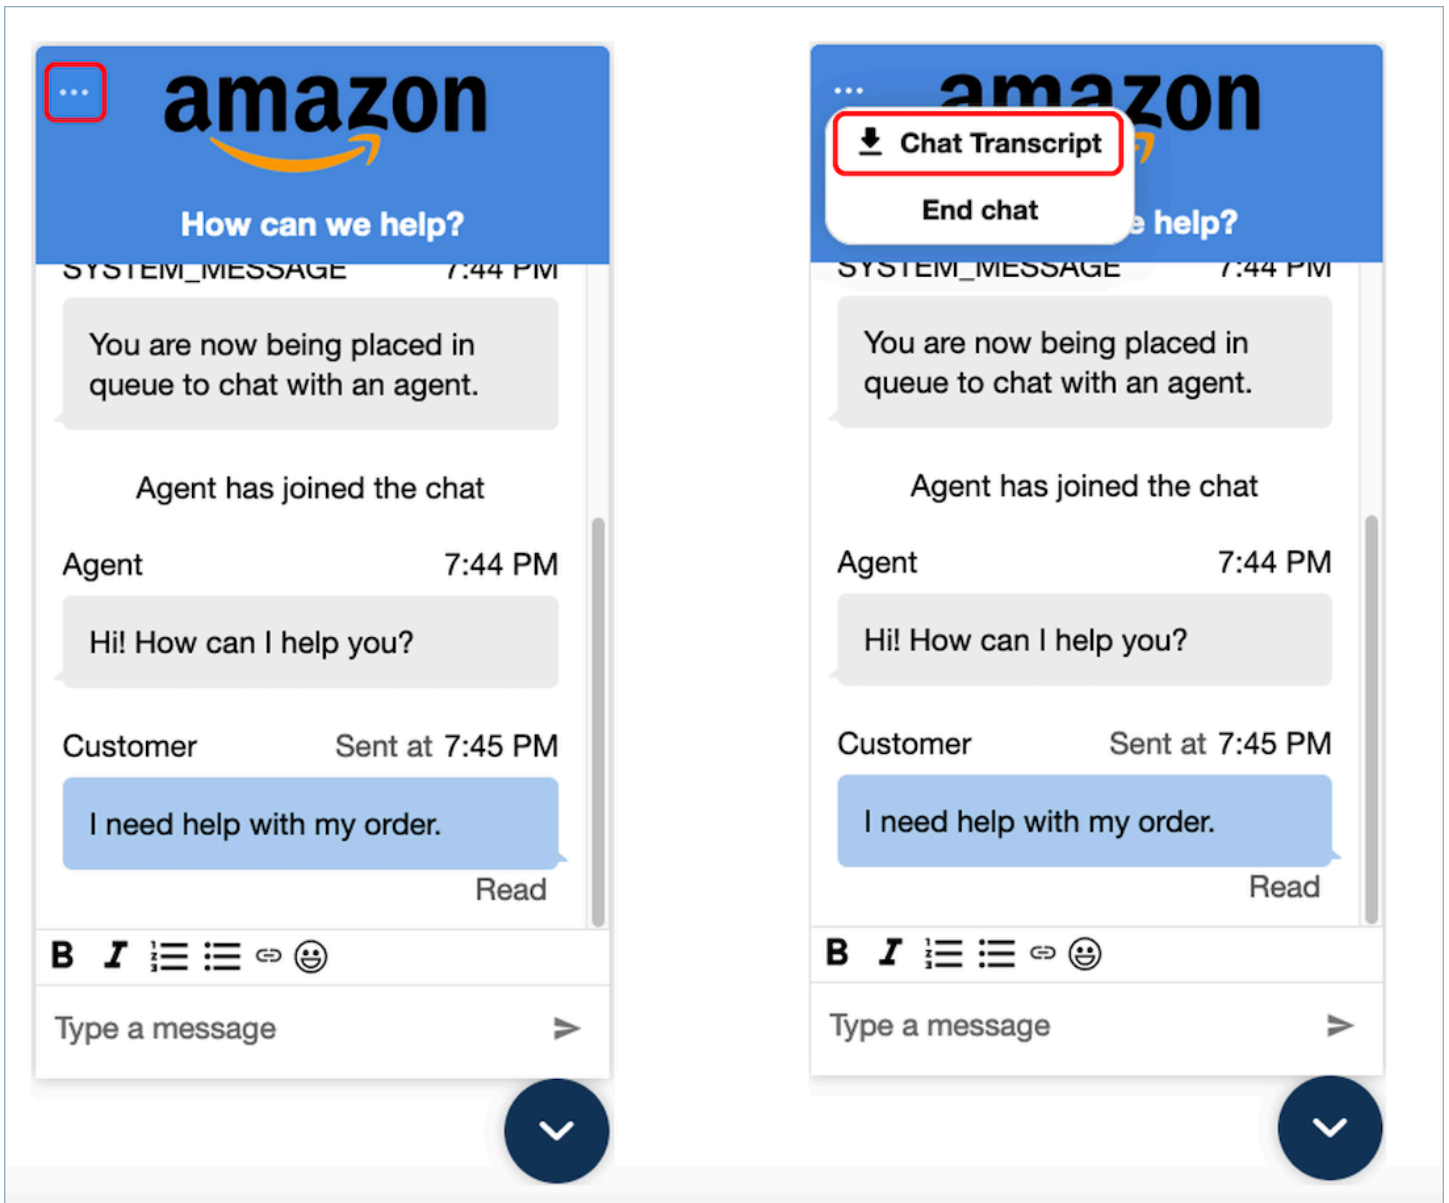 amazon
How can we help?
SYSTEM_MESSAGE 7:44 PM
You are now being placed in
queue to chat with an agent.
Agent has joined the chat
Agent 7:44 PM
Hi! How can I help you?
Customer Sent at 7:45 PM
I need help with my order.
Read
B I
Type a message
amazon
Chat Transcript
End chat
e help?
SYSTEM_MESSAGE 7:44 PM
You are now being placed in
queue to chat with an agent.
Agent has joined the chat
Agent 7:44 PM
Hi! How can I help you?
Customer Sent at 7:45 PM
I need help with my order.
Read
B I
Type a message